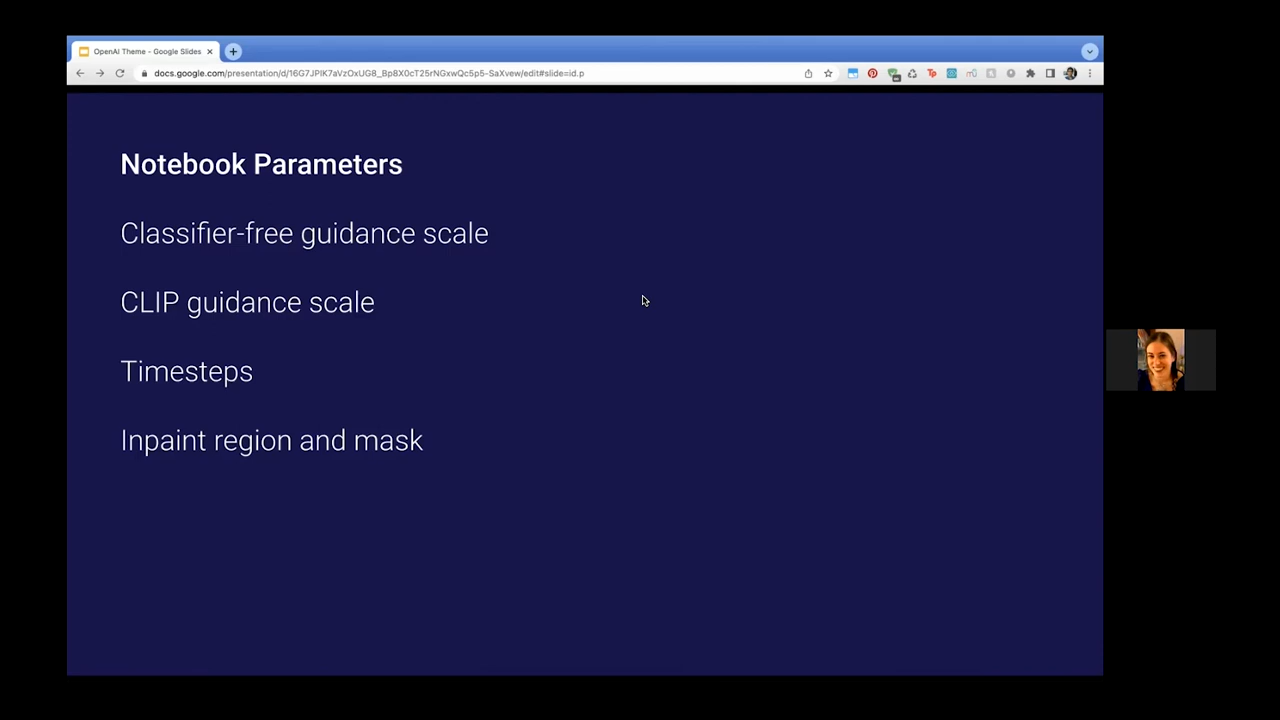 OpenAI Theme - Google Slides
docs.google.com/presentation/d/16G7JPIK7aVzOxUG8_Bp8X0cT25rNGxwQc5p5-SaXvew/edit#slide=id.p
Notebook Parameters
Classifier-free guidance scale
CLIP guidance scale
Timesteps
Inpaint region and mask